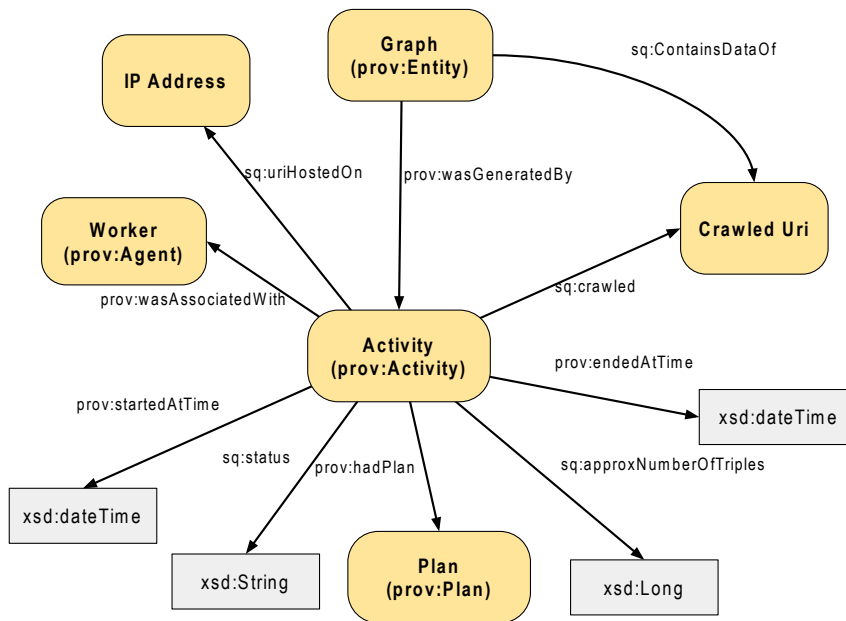 Graph
(prov:Entity)
sq:ContainsDataOf
IP Address
sq:uriHostedOn
prov:wasGeneratedBy
Worker
(prov:Agent)
Crawled Uri
prov:wasAssociatedWith
sq:crawled
Activity
(prov:Activity)
prov:endedAtTime
prov:startedAtTime
xsd:dateTime
sq:status
prov:hadPlan
sq:approxNumberOfTriples
xsd:dateTime
xsd:String
Plan
(prov:Plan)
xsd:Long